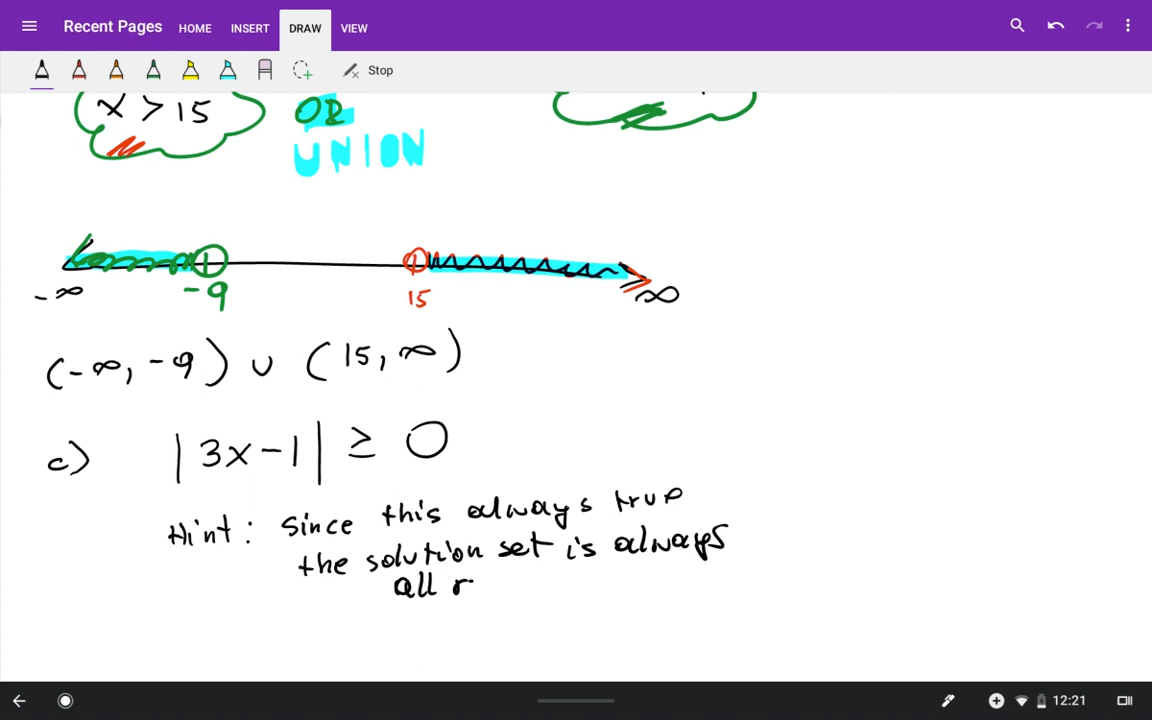 Recent Pages HOME INSERT DRAW VIEW
Stop
x > 15 OR
UNION
-∞ -9 15 ∞
(-∞, -9) ∪ (15, ∞)
c) |3x-1| ≥ 0
Hint: since this always true
the solution set is always
all r
12:21